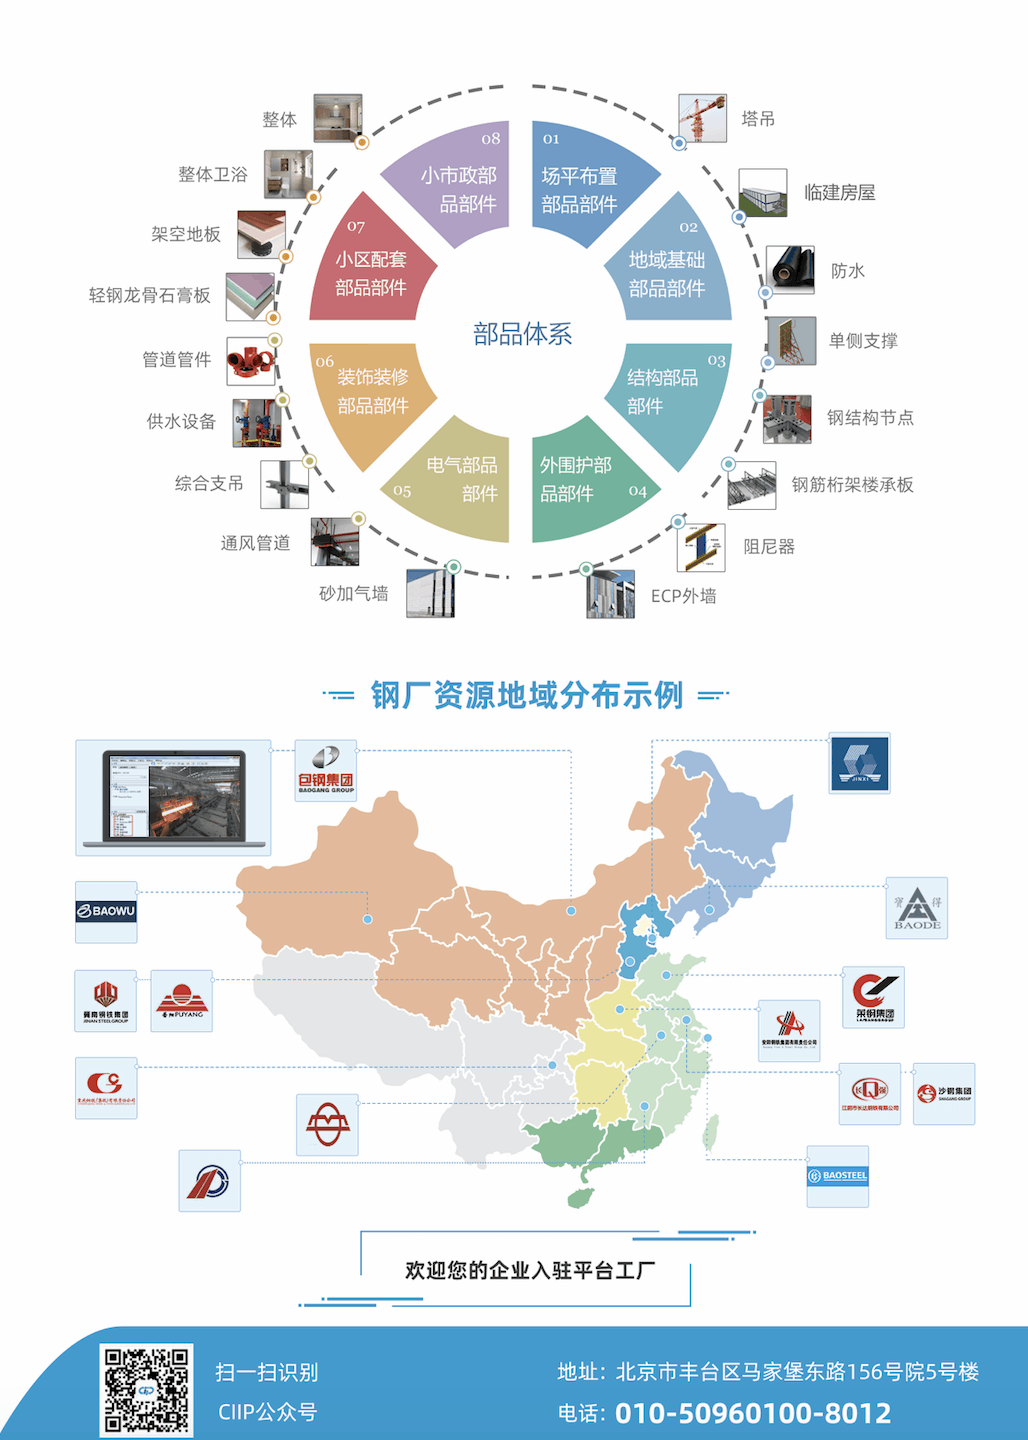 整体
塔吊
整体卫浴
临建房屋
架空地板
防水
轻钢龙骨石膏板
单侧支撑
管道管件
钢结构节点
供水设备
钢筋桁架楼承板
综合支吊
阻尼器
通风管道
砂加气墙
ECP外墙
01
场平布置
部品部件
02
地域基础
部品部件
03
结构部品
部件
04
外围护部
品部件
05
电气部品
部件
06
装饰装修
部品部件
07
小区配套
部品部件
08
小市政部
品部件
部品体系
钢厂资源地域分布示例
包钢集团
BAOGANG GROUP
JINXI
BAOWU
寶得
BAODE
冀南钢铁集团
JINAN STEEL GROUP
普阳PUYANG
莱钢集团
LAIGANG GROUP
安阳钢铁集团有限责任公司
江阴市长达钢铁有限公司
沙钢集团
SHAGANG GROUP
BAOSTEEL
欢迎您的企业入驻平台工厂
扫一扫识别
CIIP公众号
地址：北京市丰台区马家堡东路156号院5号楼
电话：010-50960100-8012